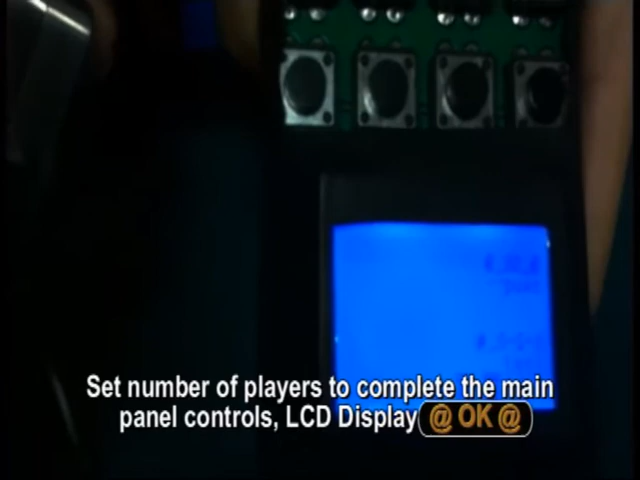 Set number of players to complete the main
panel controls, LCD Display @ OK @